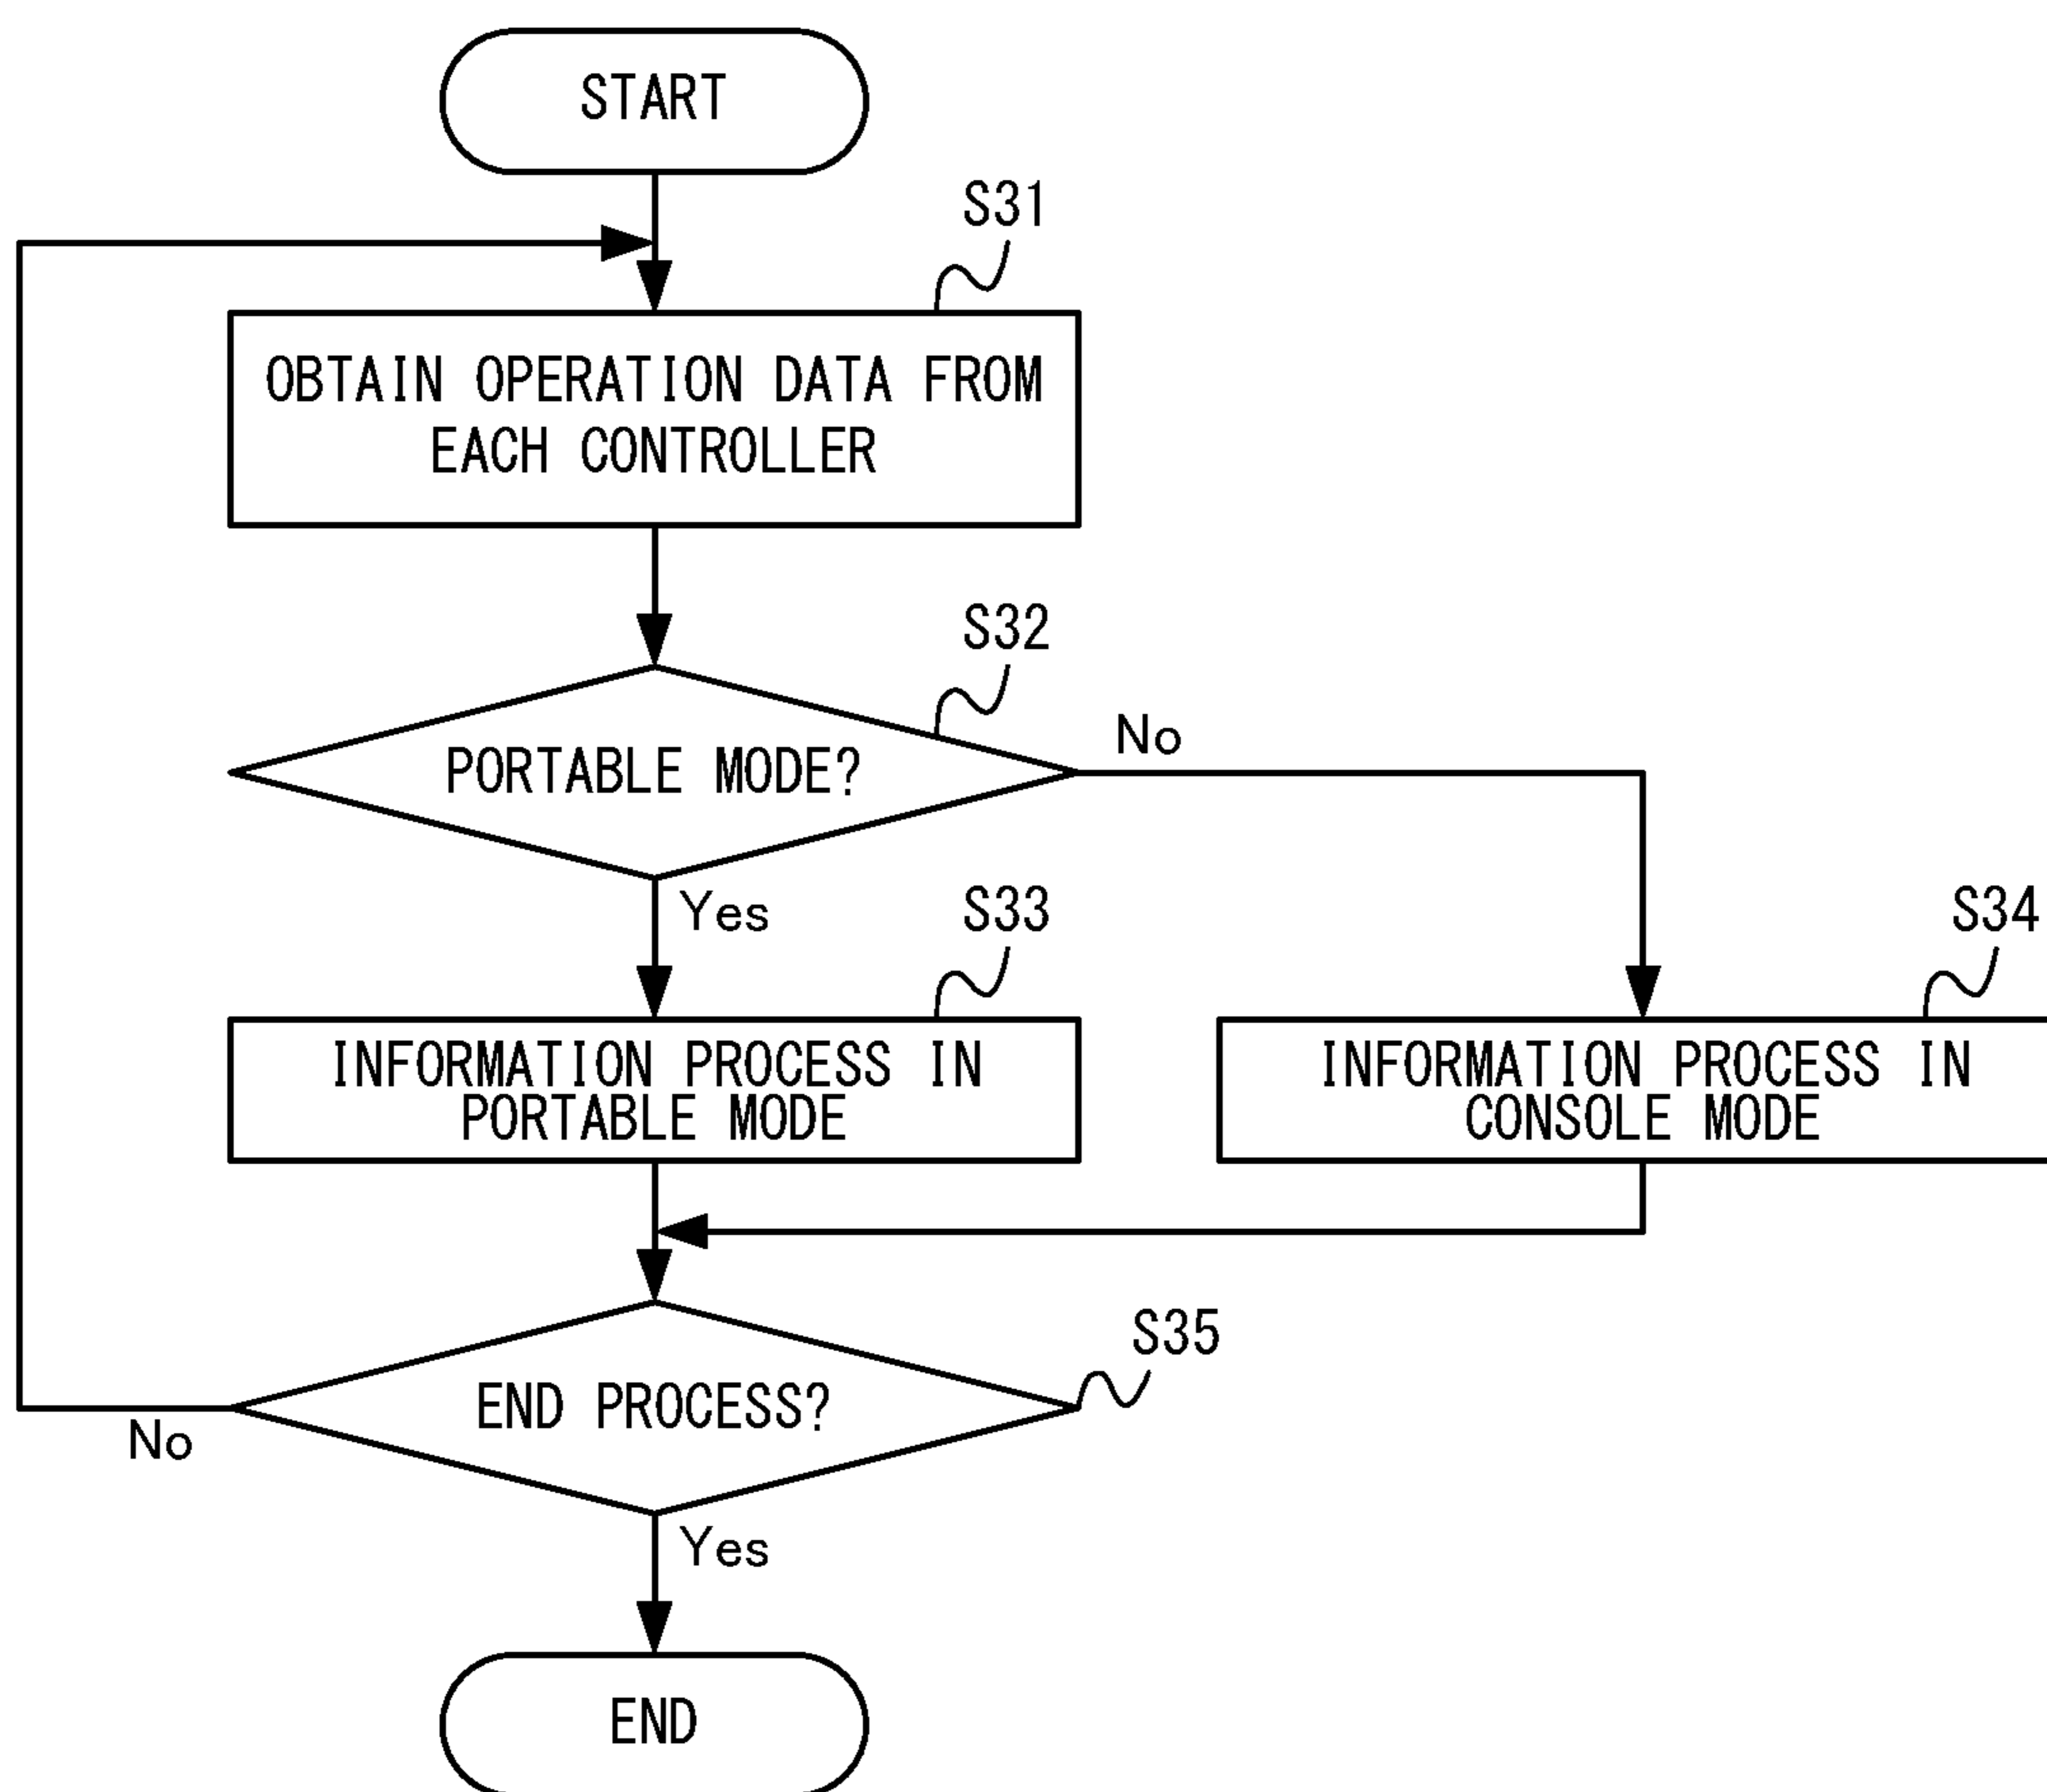 START
S31
OBTAIN OPERATION DATA FROM
EACH CONTROLLER
S32
PORTABLE MODE?
No
Yes
S33
S34
INFORMATION PROCESS IN
PORTABLE MODE
INFORMATION PROCESS IN
CONSOLE MODE
S35
END PROCESS?
No
Yes
END